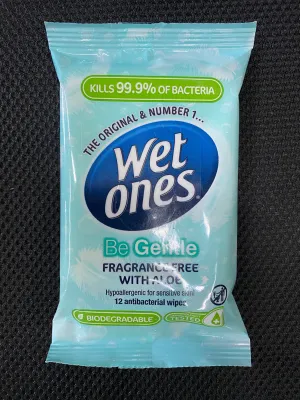 KILLS 99.9% OF BACTERIA
THE ORIGINAL & NUMBER 1...
wet
ones
Be Gentle
FRAGRANCE FREE
WITH ALOE
Hypoallergenic for sensitive skin
12 antibacterial wipes
BIODEGRADABLE
TESTED